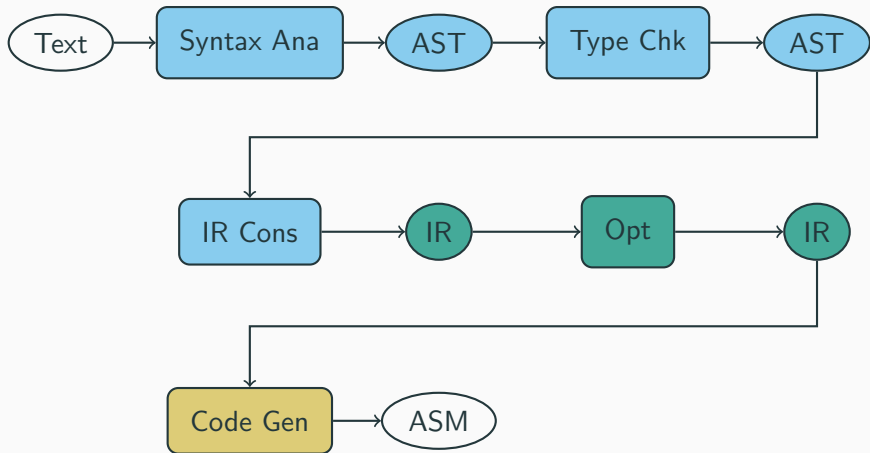 Text
Syntax Ana
AST
Type Chk
AST
IR Cons
IR
Opt
IR
Code Gen
ASM